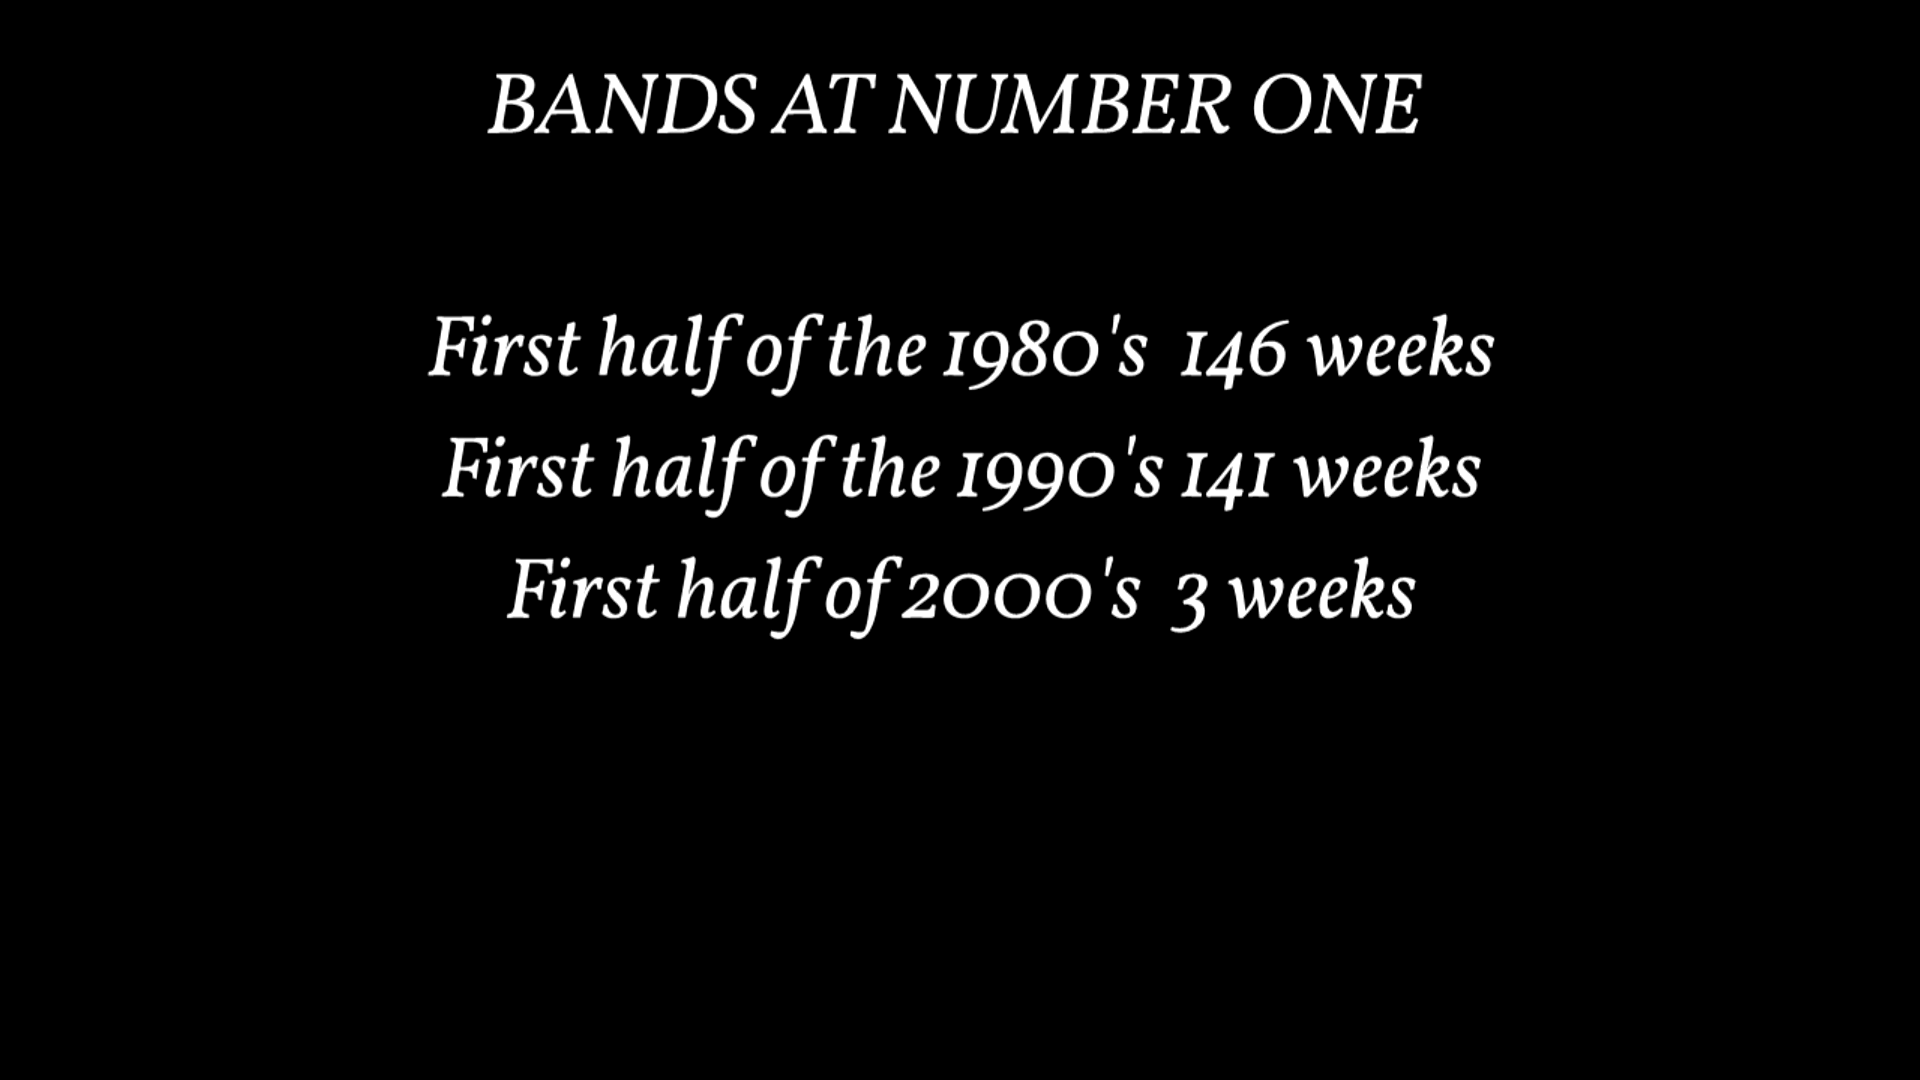 BANDS AT NUMBER ONE
First half of the 1980's 146 weeks
First half of the 1990's 141 weeks
First half of 2000's 3 weeks